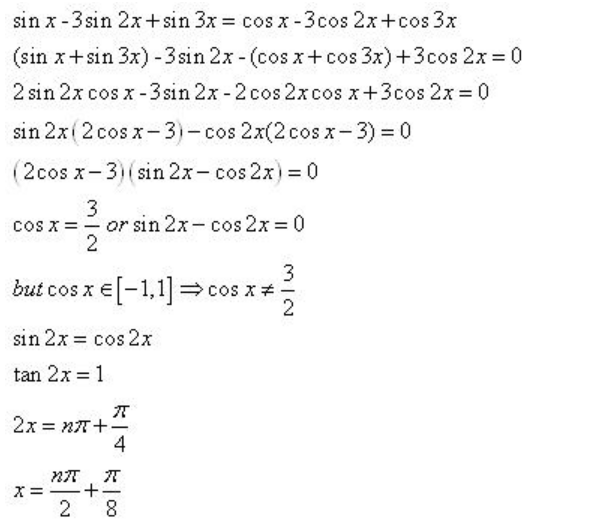 sin x - 3sin 2x + sin 3x = cos x - 3cos 2x + cos 3x
(sin x + sin 3x) - 3sin 2x - (cos x + cos 3x) + 3cos 2x = 0
2sin 2x cos x - 3sin 2x - 2cos 2x cos x + 3cos 2x = 0
sin 2x(2cos x − 3) − cos 2x(2cos x − 3) = 0
(2cos x − 3)(sin 2x − cos 2x) = 0
cos x = 3/2 or sin 2x − cos 2x = 0
but cos x ∈ [−1,1] ⇒ cos x ≠ 3/2
sin 2x = cos 2x
tan 2x = 1
2x = nπ + π/4
x = nπ/2 + π/8